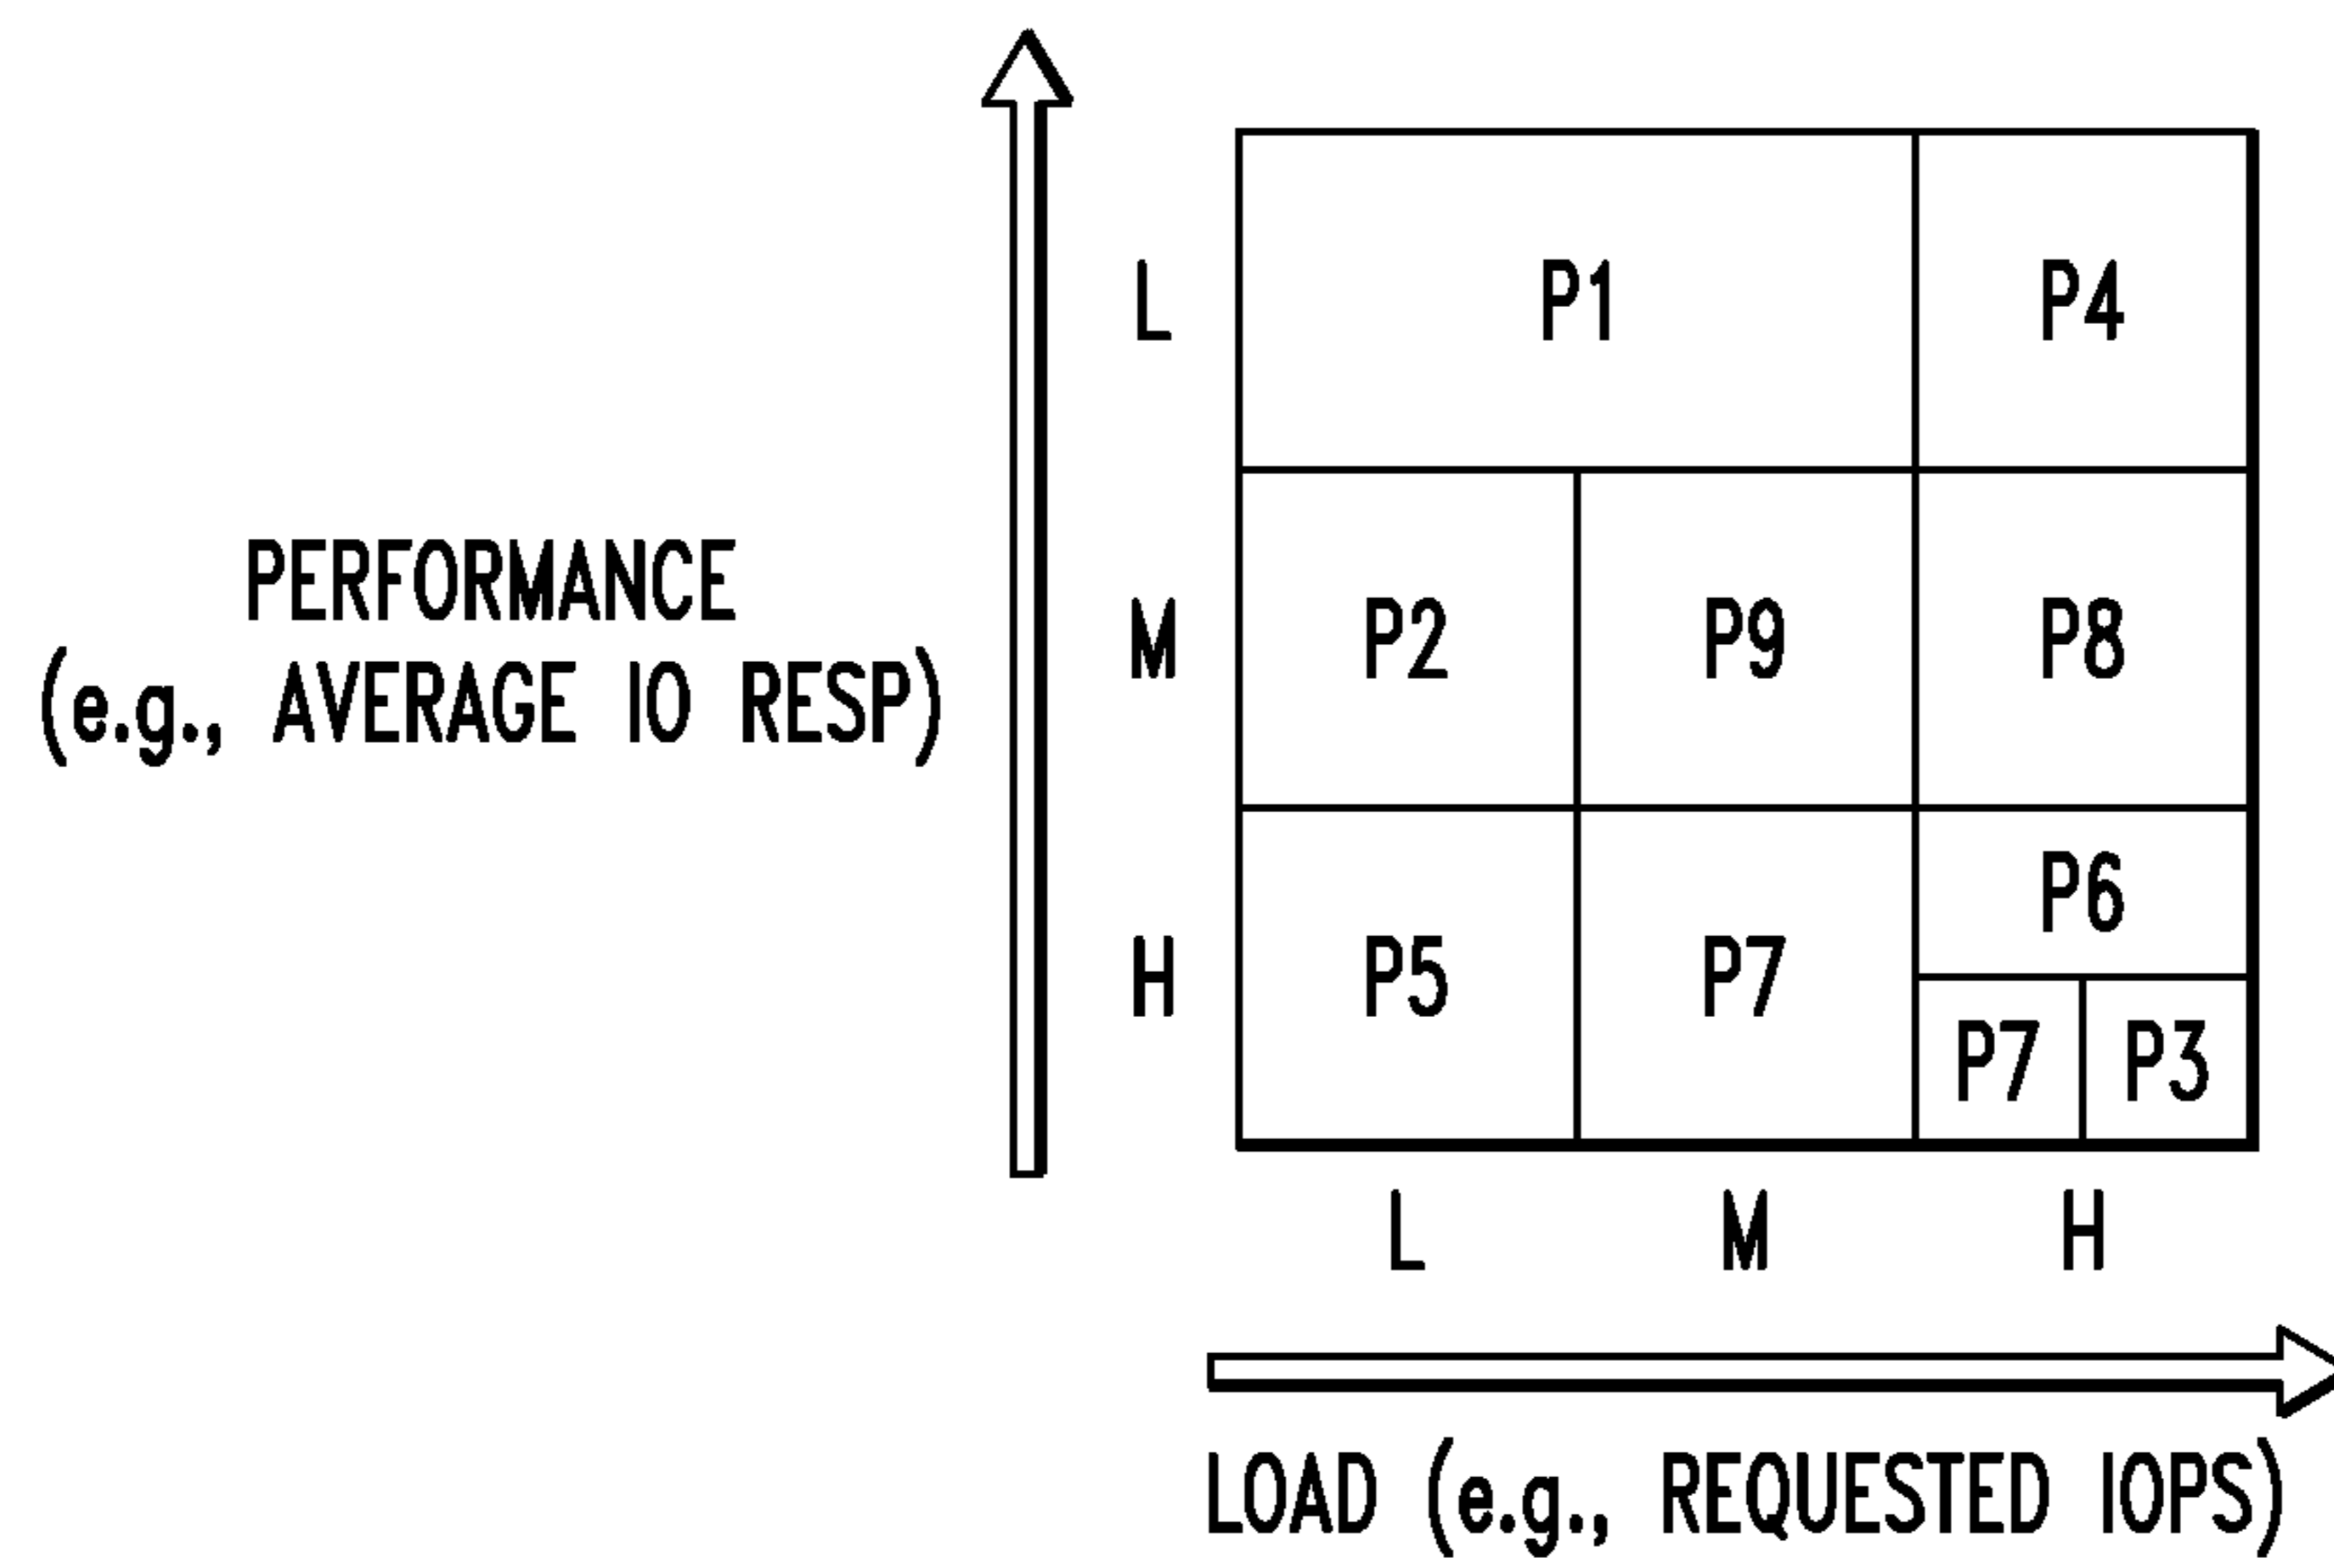 L P1 P4
PERFORMANCE
(e.g., AVERAGE IO RESP)
M P2 P9 P8
H P5 P7 P6
P7 P3
L M H
LOAD (e.g., REQUESTED IOPS)